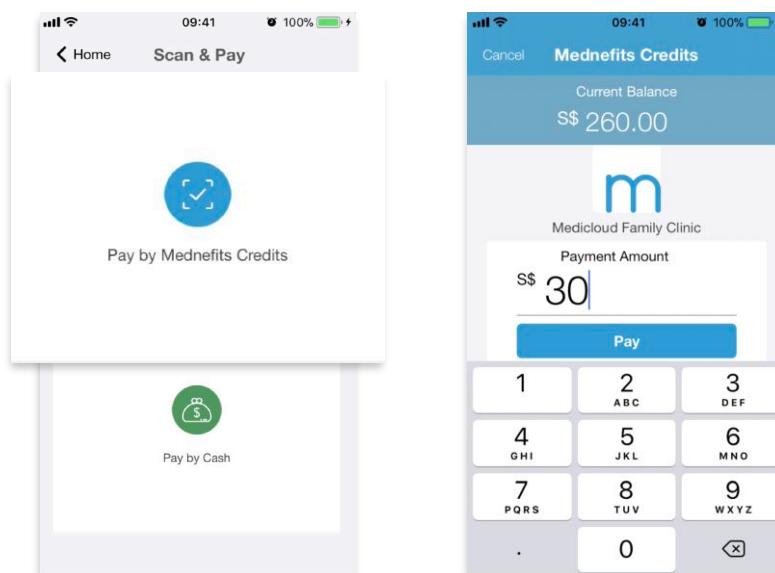 09:41
100%
Home
Scan & Pay
Pay by Mednefits Credits
$
Pay by Cash
09:41
100%
Cancel
Mednefits Credits
Current Balance
S$ 260.00
m
Medicloud Family Clinic
Payment Amount
S$ 30
Pay
1
2
ABC
3
DEF
4
GHI
5
JKL
6
MNO
7
PQRS
8
TUV
9
WXYZ
.
0